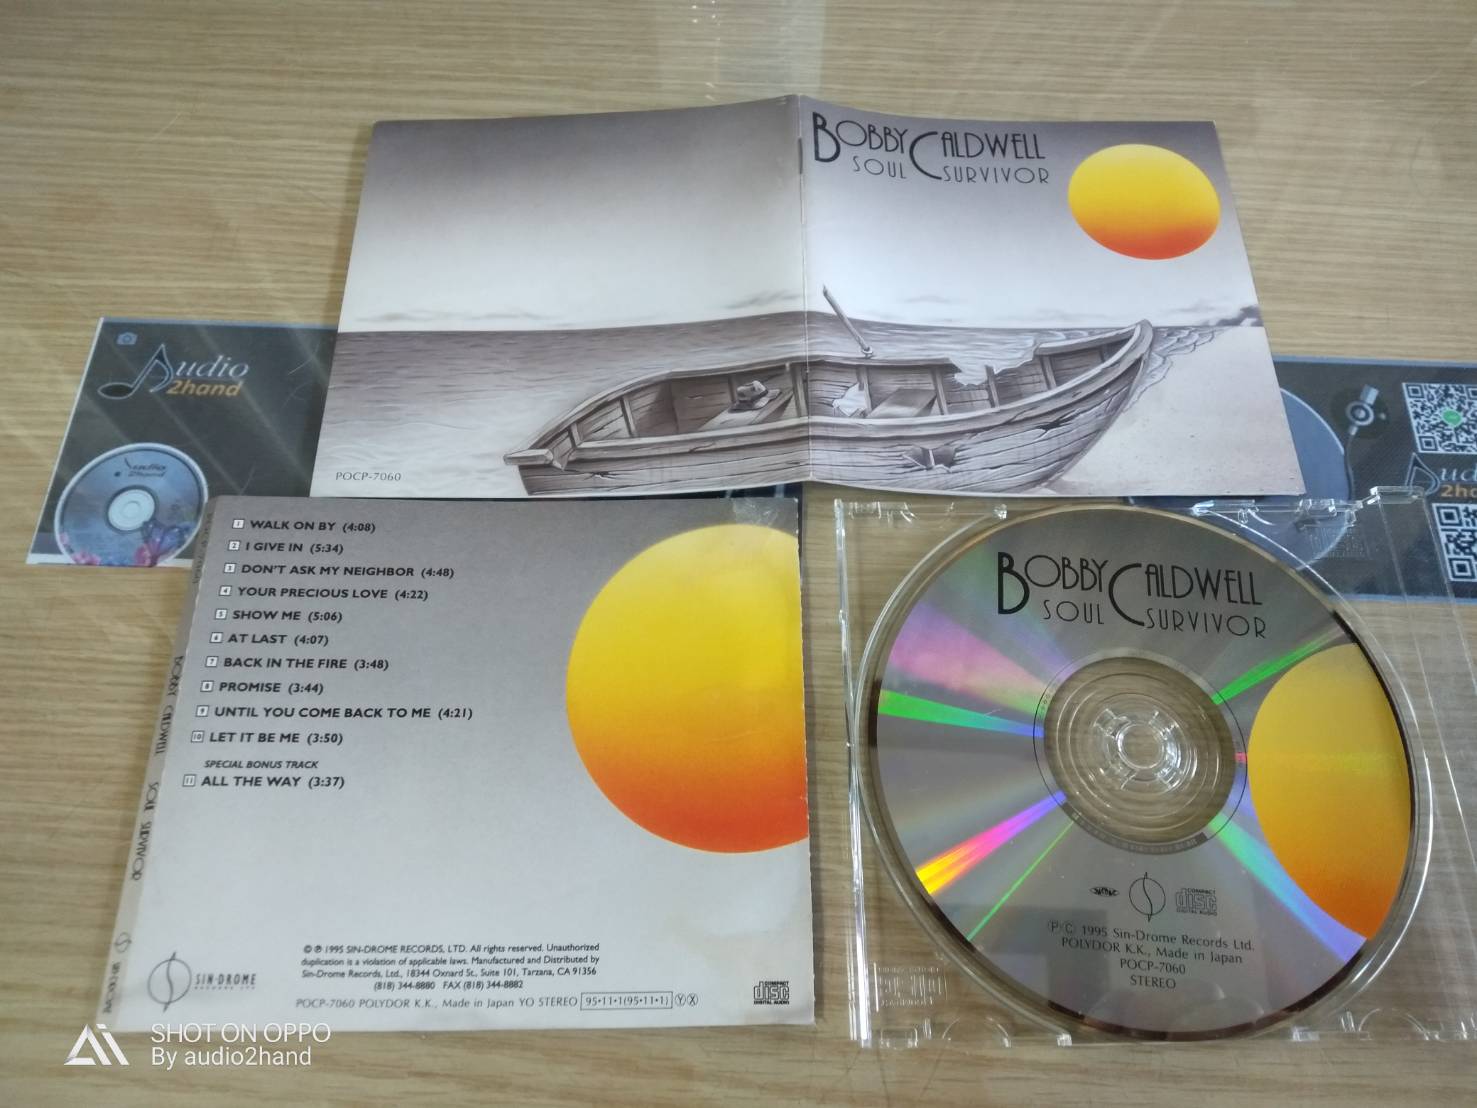 BOBBY CALDWELL
SOUL SURVIVOR
POCP-7060
Audio
2hand
Audio
2hand
1 WALK ON BY (4:08)
2 I GIVE IN (5:34)
3 DON'T ASK MY NEIGHBOR (4:48)
4 YOUR PRECIOUS LOVE (4:22)
5 SHOW ME (5:06)
6 AT LAST (4:07)
7 BACK IN THE FIRE (3:48)
8 PROMISE (3:44)
9 UNTIL YOU COME BACK TO ME (4:21)
10 LET IT BE ME (3:50)
SPECIAL BONUS TRACK
11 ALL THE WAY (3:37)
BOBBY CALDWELL SOUL SURVIVOR
SIN-DROME
RECORDS LTD
© ℗ 1995 SIN-DROME RECORDS, LTD. All rights reserved. Unauthorized
duplication is a violation of applicable laws. Manufactured and Distributed by
Sin-Drome Records, Ltd., 18344 Oxnard St., Suite 101, Tarzana, CA 91356
(818) 344-8880 FAX (818) 344-8882
POCP-7060 POLYDOR K.K., Made in Japan YO STEREO 95·11·1(95·11·1) Ⓨ Ⓧ
COMPACT
disc
DIGITAL AUDIO
BOBBY CALDWELL
SOUL SURVIVOR
COMPACT
disc
DIGITAL AUDIO
℗© 1995 Sin-Drome Records Ltd.
POLYDOR K.K., Made in Japan
POCP-7060
STEREO
SHOT ON OPPO
By audio2hand